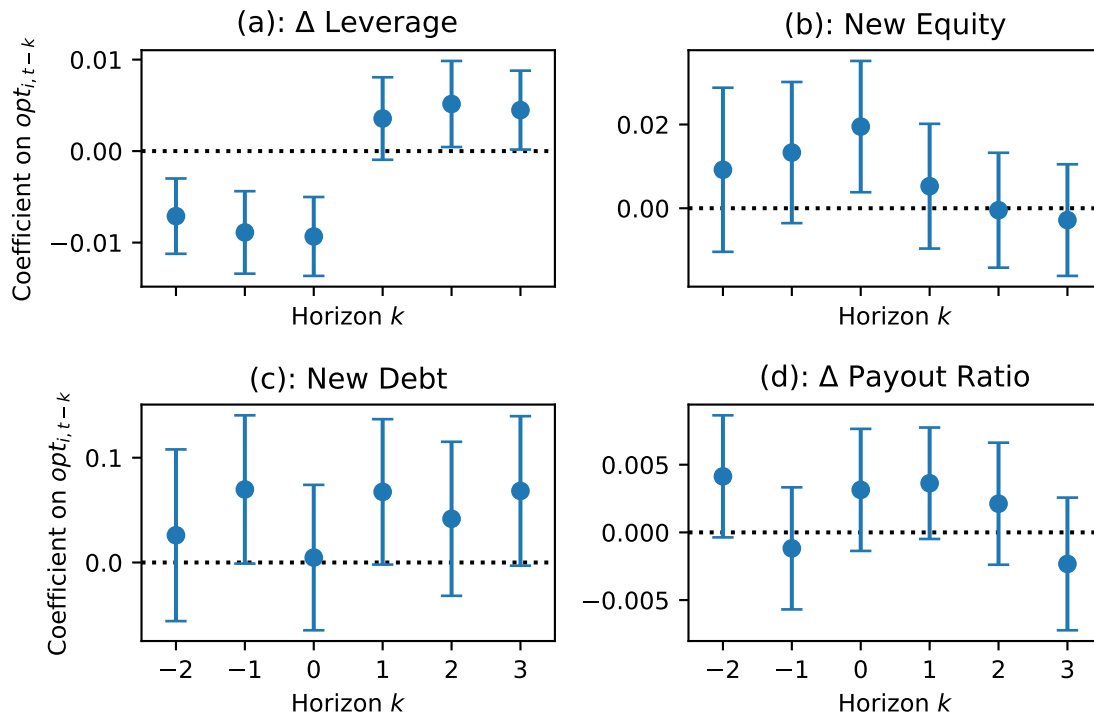 (a): Δ Leverage
Coefficient on opt_{i,t−k}
0.01
0.00
−0.01
Horizon k
(b): New Equity
0.02
0.00
Horizon k
(c): New Debt
Coefficient on opt_{i,t−k}
0.1
0.0
−2 −1 0 1 2 3
Horizon k
(d): Δ Payout Ratio
0.005
0.000
−0.005
−2 −1 0 1 2 3
Horizon k